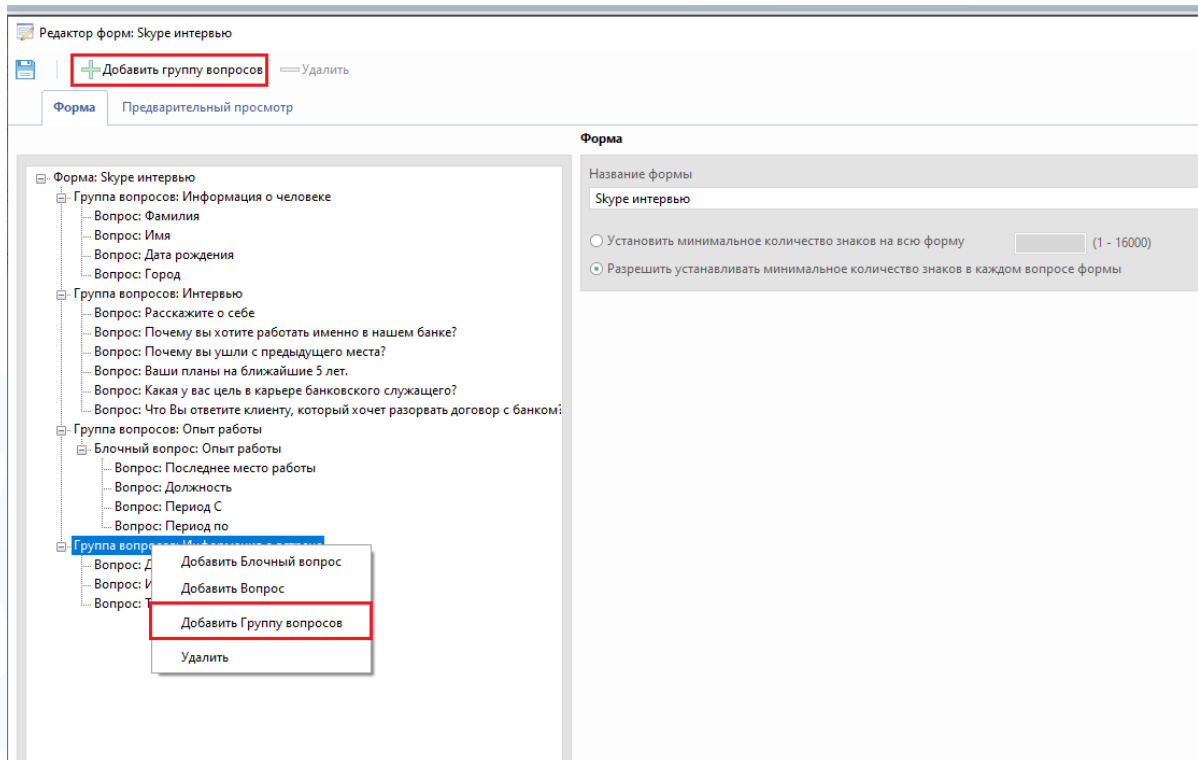 Редактор форм: Skype интервью
Добавить группу вопросов Удалить
Форма Предварительный просмотр
Форма
Форма: Skype интервью
Группа вопросов: Информация о человеке
Вопрос: Фамилия
Вопрос: Имя
Вопрос: Дата рождения
Вопрос: Город
Группа вопросов: Интервью
Вопрос: Расскажите о себе
Вопрос: Почему вы хотите работать именно в нашем банке?
Вопрос: Почему вы ушли с предыдущего места?
Вопрос: Ваши планы на ближайшие 5 лет.
Вопрос: Какая у вас цель в карьере банковского служащего?
Вопрос: Что Вы ответите клиенту, который хочет разорвать договор с банком?
Группа вопросов: Опыт работы
Блочный вопрос: Опыт работы
Вопрос: Последнее место работы
Вопрос: Должность
Вопрос: Период С
Вопрос: Период по
Группа
Вопрос:
Вопрос:
Вопрос:
Добавить Блочный вопрос
Добавить Вопрос
Добавить Группу вопросов
Удалить
Название формы
Skype интервью
Установить минимальное количество знаков на всю форму (1 - 16000)
Разрешить устанавливать минимальное количество знаков в каждом вопросе формы